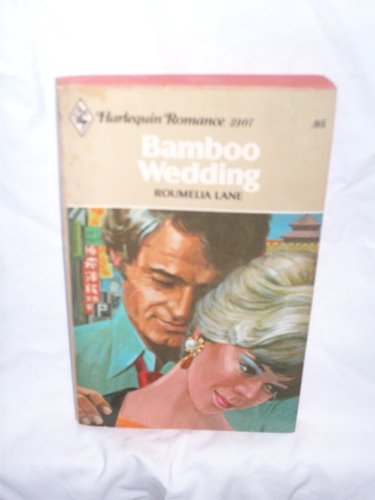 Harlequin Romance 2107
.95
Bamboo
Wedding
ROUMELIA LANE
P